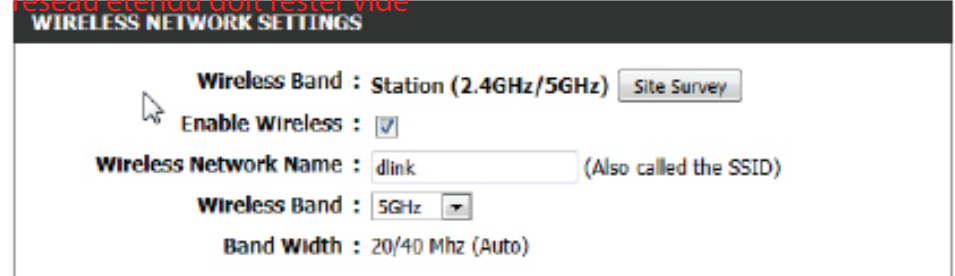 réseau étendu doit rester vide
WIRELESS NETWORK SETTINGS
Wireless Band : Station (2.4GHz/5GHz) Site Survey
Enable Wireless :
Wireless Network Name : dlink (Also called the SSID)
Wireless Band : 5GHz
Band Width : 20/40 Mhz (Auto)